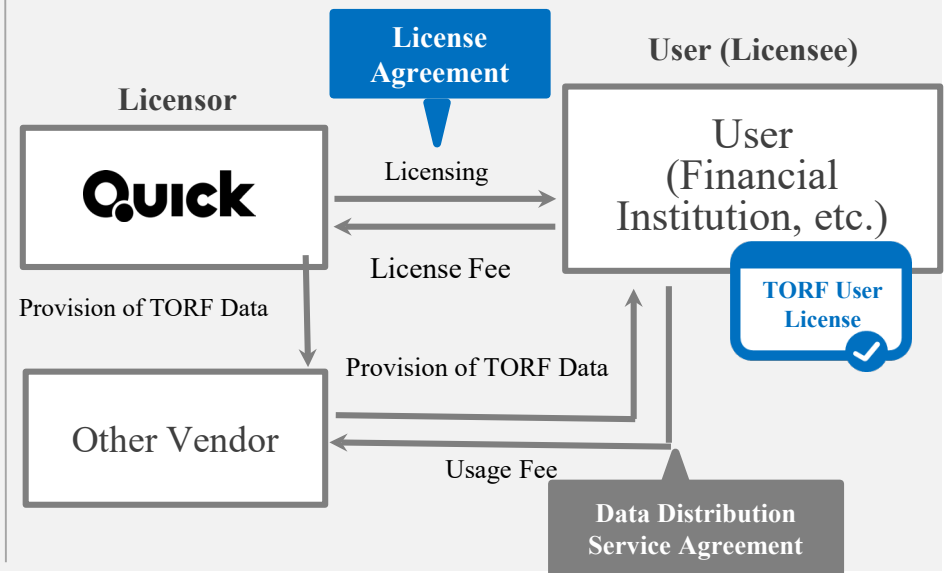 License
Agreement
User (Licensee)
Licensor
QUICK
Licensing
License Fee
User
(Financial
Institution, etc.)
TORF User
License
Provision of TORF Data
Provision of TORF Data
Other Vendor
Usage Fee
Data Distribution
Service Agreement